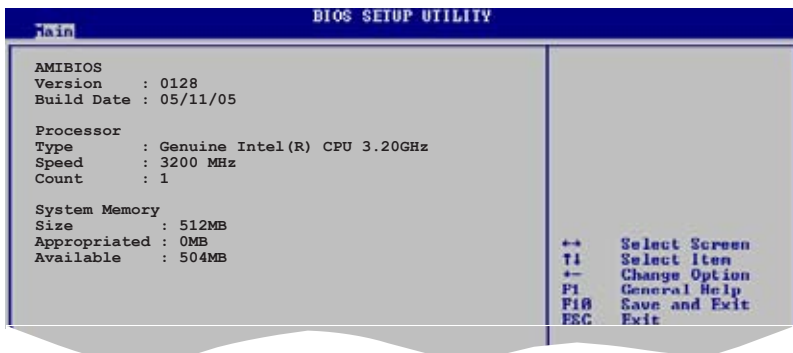 BIOS SETUP UTILITY
Main
AMIBIOS
Version : 0128
Build Date : 05/11/05
Processor
Type : Genuine Intel(R) CPU 3.20GHz
Speed : 3200 MHz
Count : 1
System Memory
Size : 512MB
Appropriated : 0MB
Available : 504MB
←→ Select Screen
↑↓ Select Item
+- Change Option
F1 General Help
F10 Save and Exit
ESC Exit